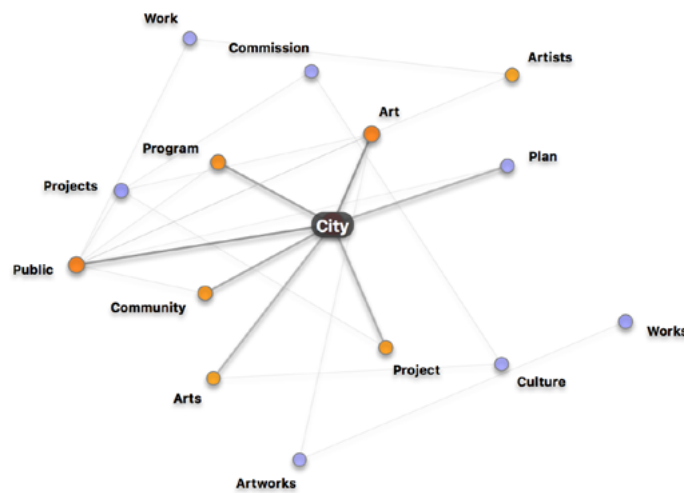 Work
Commission
Artists
Art
Program
Plan
Projects
City
Public
Community
Works
Project
Culture
Arts
Artworks